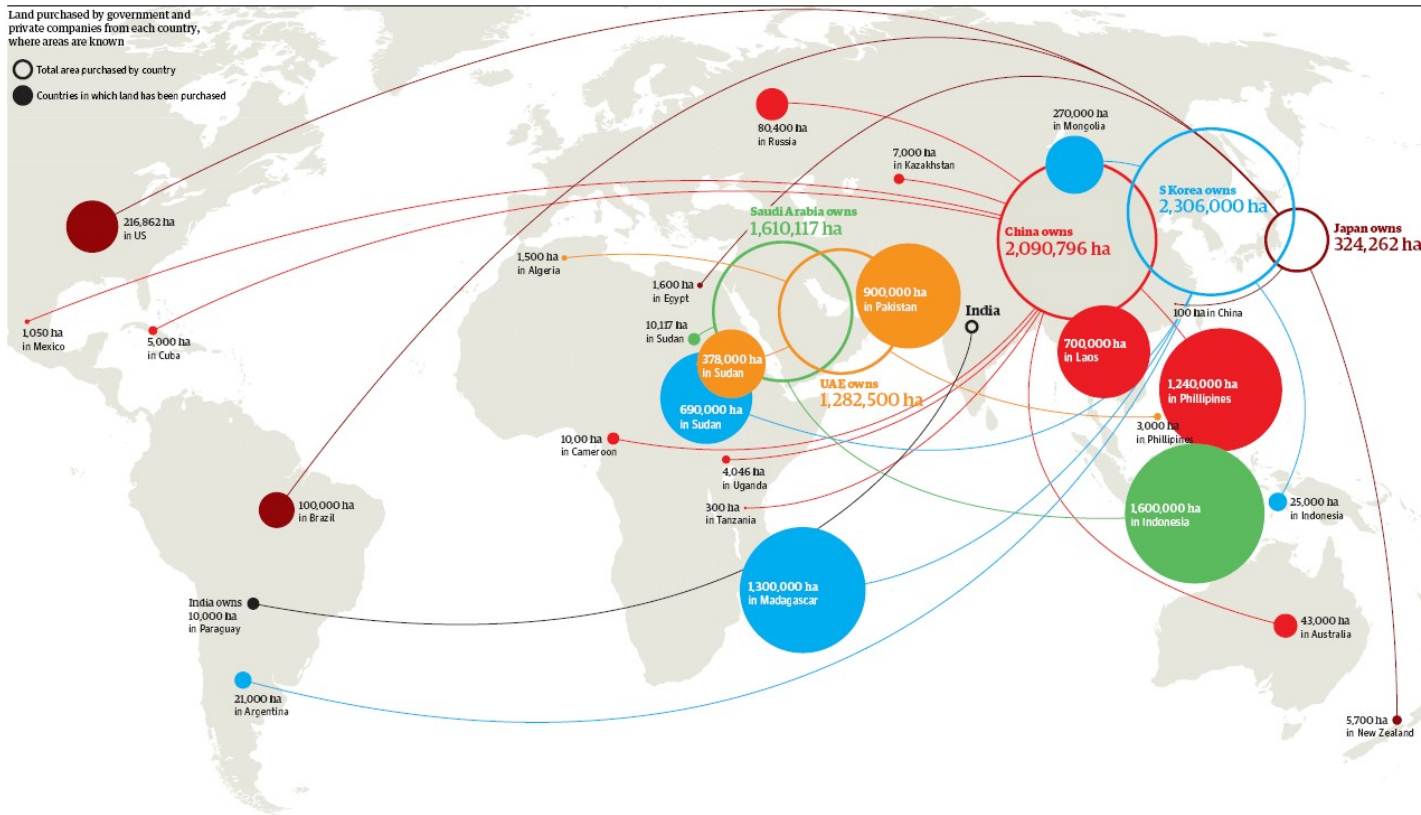 Land purchased by government and
private companies from each country,
where areas are known
Total area purchased by country
Countries in which land has been purchased
80,400 ha
in Russia
270,000 ha
in Mongolia
7,000 ha
in Kazakhstan
S Korea owns
2,306,000 ha
216,862 ha
in US
Saudi Arabia owns
1,610,117 ha
China owns
2,090,796 ha
Japan owns
324,262 ha
1,500 ha
in Algeria
1,600 ha
in Egypt
900,000 ha
in Pakistan
India
100 ha in China
1,050 ha
in Mexico
5,000 ha
in Cuba
10,117 ha
in Sudan
378,000 ha
in Sudan
700,000 ha
in Laos
UAE owns
1,282,500 ha
1,240,000 ha
in Phillipines
690,000 ha
in Sudan
3,000 ha
in Phillipines
10,00 ha
in Cameroon
4,046 ha
in Uganda
300 ha
in Tanzania
100,000 ha
in Brazil
1,600,000 ha
in Indonesia
25,000 ha
in Indonesia
1,300,000 ha
in Madagascar
India owns
10,000 ha
in Paraguay
43,000 ha
in Australia
21,000 ha
in Argentina
5,700 ha
in New Zealand